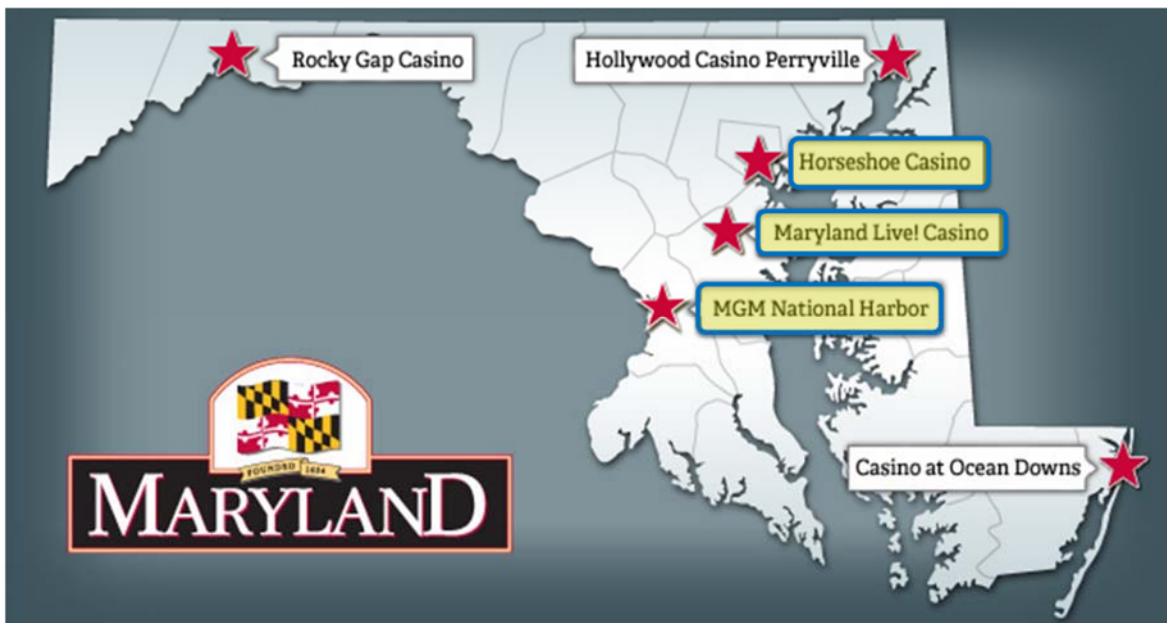 Rocky Gap Casino
Hollywood Casino Perryville
Horseshoe Casino
Maryland Live! Casino
MGM National Harbor
Casino at Ocean Downs
FOUNDED 1634
MARYLAND